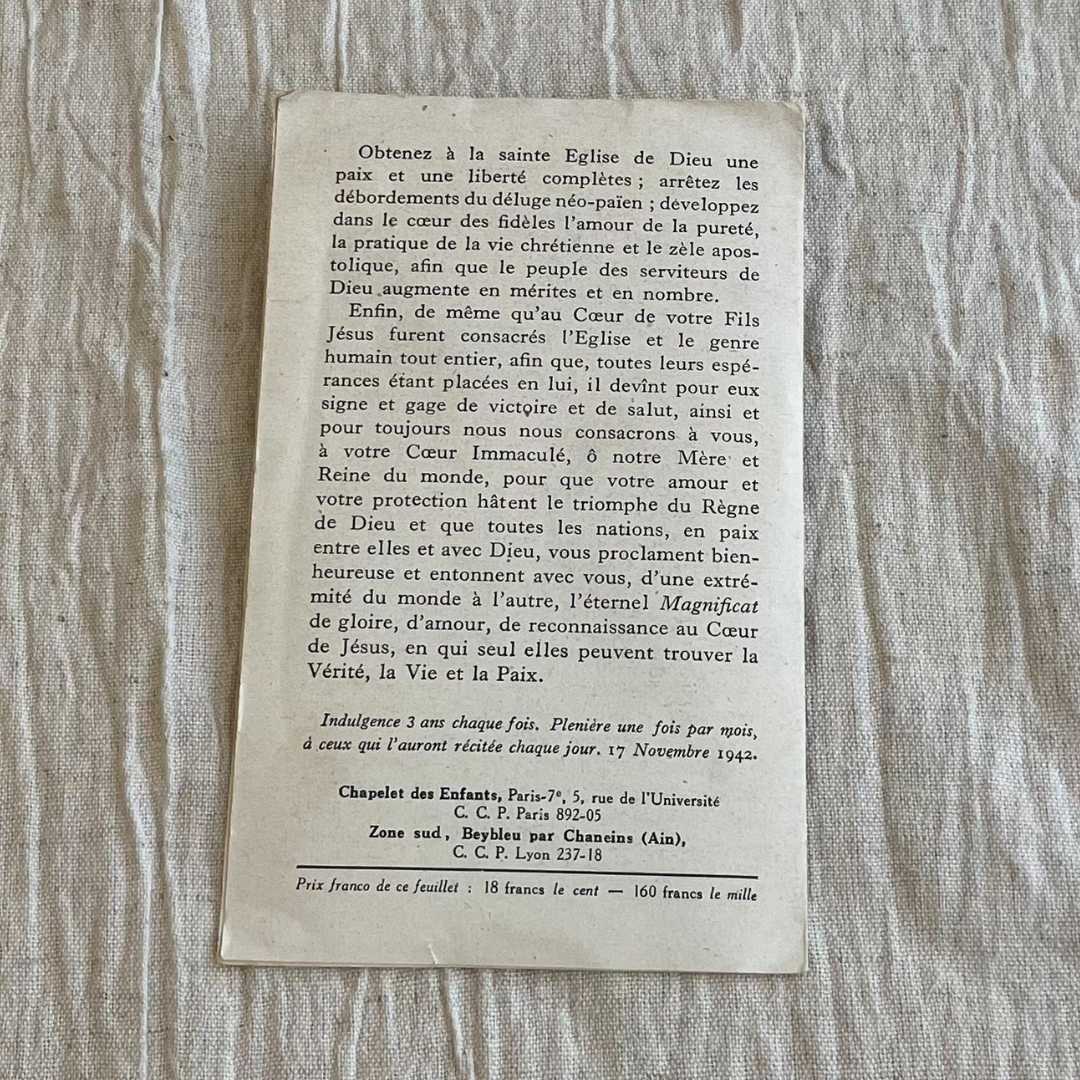 Obtenez à la sainte Eglise de Dieu une
paix et une liberté complètes ; arrêtez les
débordements du déluge néo-païen ; développez
dans le cœur des fidèles l'amour de la pureté,
la pratique de la vie chrétienne et le zèle apos-
tolique, afin que le peuple des serviteurs de
Dieu augmente en mérites et en nombre.
Enfin, de même qu'au Cœur de votre Fils
Jésus furent consacrés l'Eglise et le genre
humain tout entier, afin que, toutes leurs espé-
rances étant placées en lui, il devînt pour eux
signe et gage de victoire et de salut, ainsi et
pour toujours nous nous consacrons à vous,
à votre Cœur Immaculé, ô notre Mère et
Reine du monde, pour que votre amour et
votre protection hâtent le triomphe du Règne
de Dieu et que toutes les nations, en paix
entre elles et avec Dieu, vous proclament bien-
heureuse et entonnent avec vous, d'une extré-
mité du monde à l'autre, l'éternel Magnificat
de gloire, d'amour, de reconnaissance au Cœur
de Jésus, en qui seul elles peuvent trouver la
Vérité, la Vie et la Paix.
Indulgence 3 ans chaque fois. Plenière une fois par mois,
à ceux qui l'auront récitée chaque jour. 17 Novembre 1942.
Chapelet des Enfants, Paris-7e, 5, rue de l'Université
C. C. P. Paris 892-05
Zone sud, Beybleu par Chaneins (Ain),
C. C. P. Lyon 237-18
Prix franco de ce feuillet : 18 francs le cent — 160 francs le mille